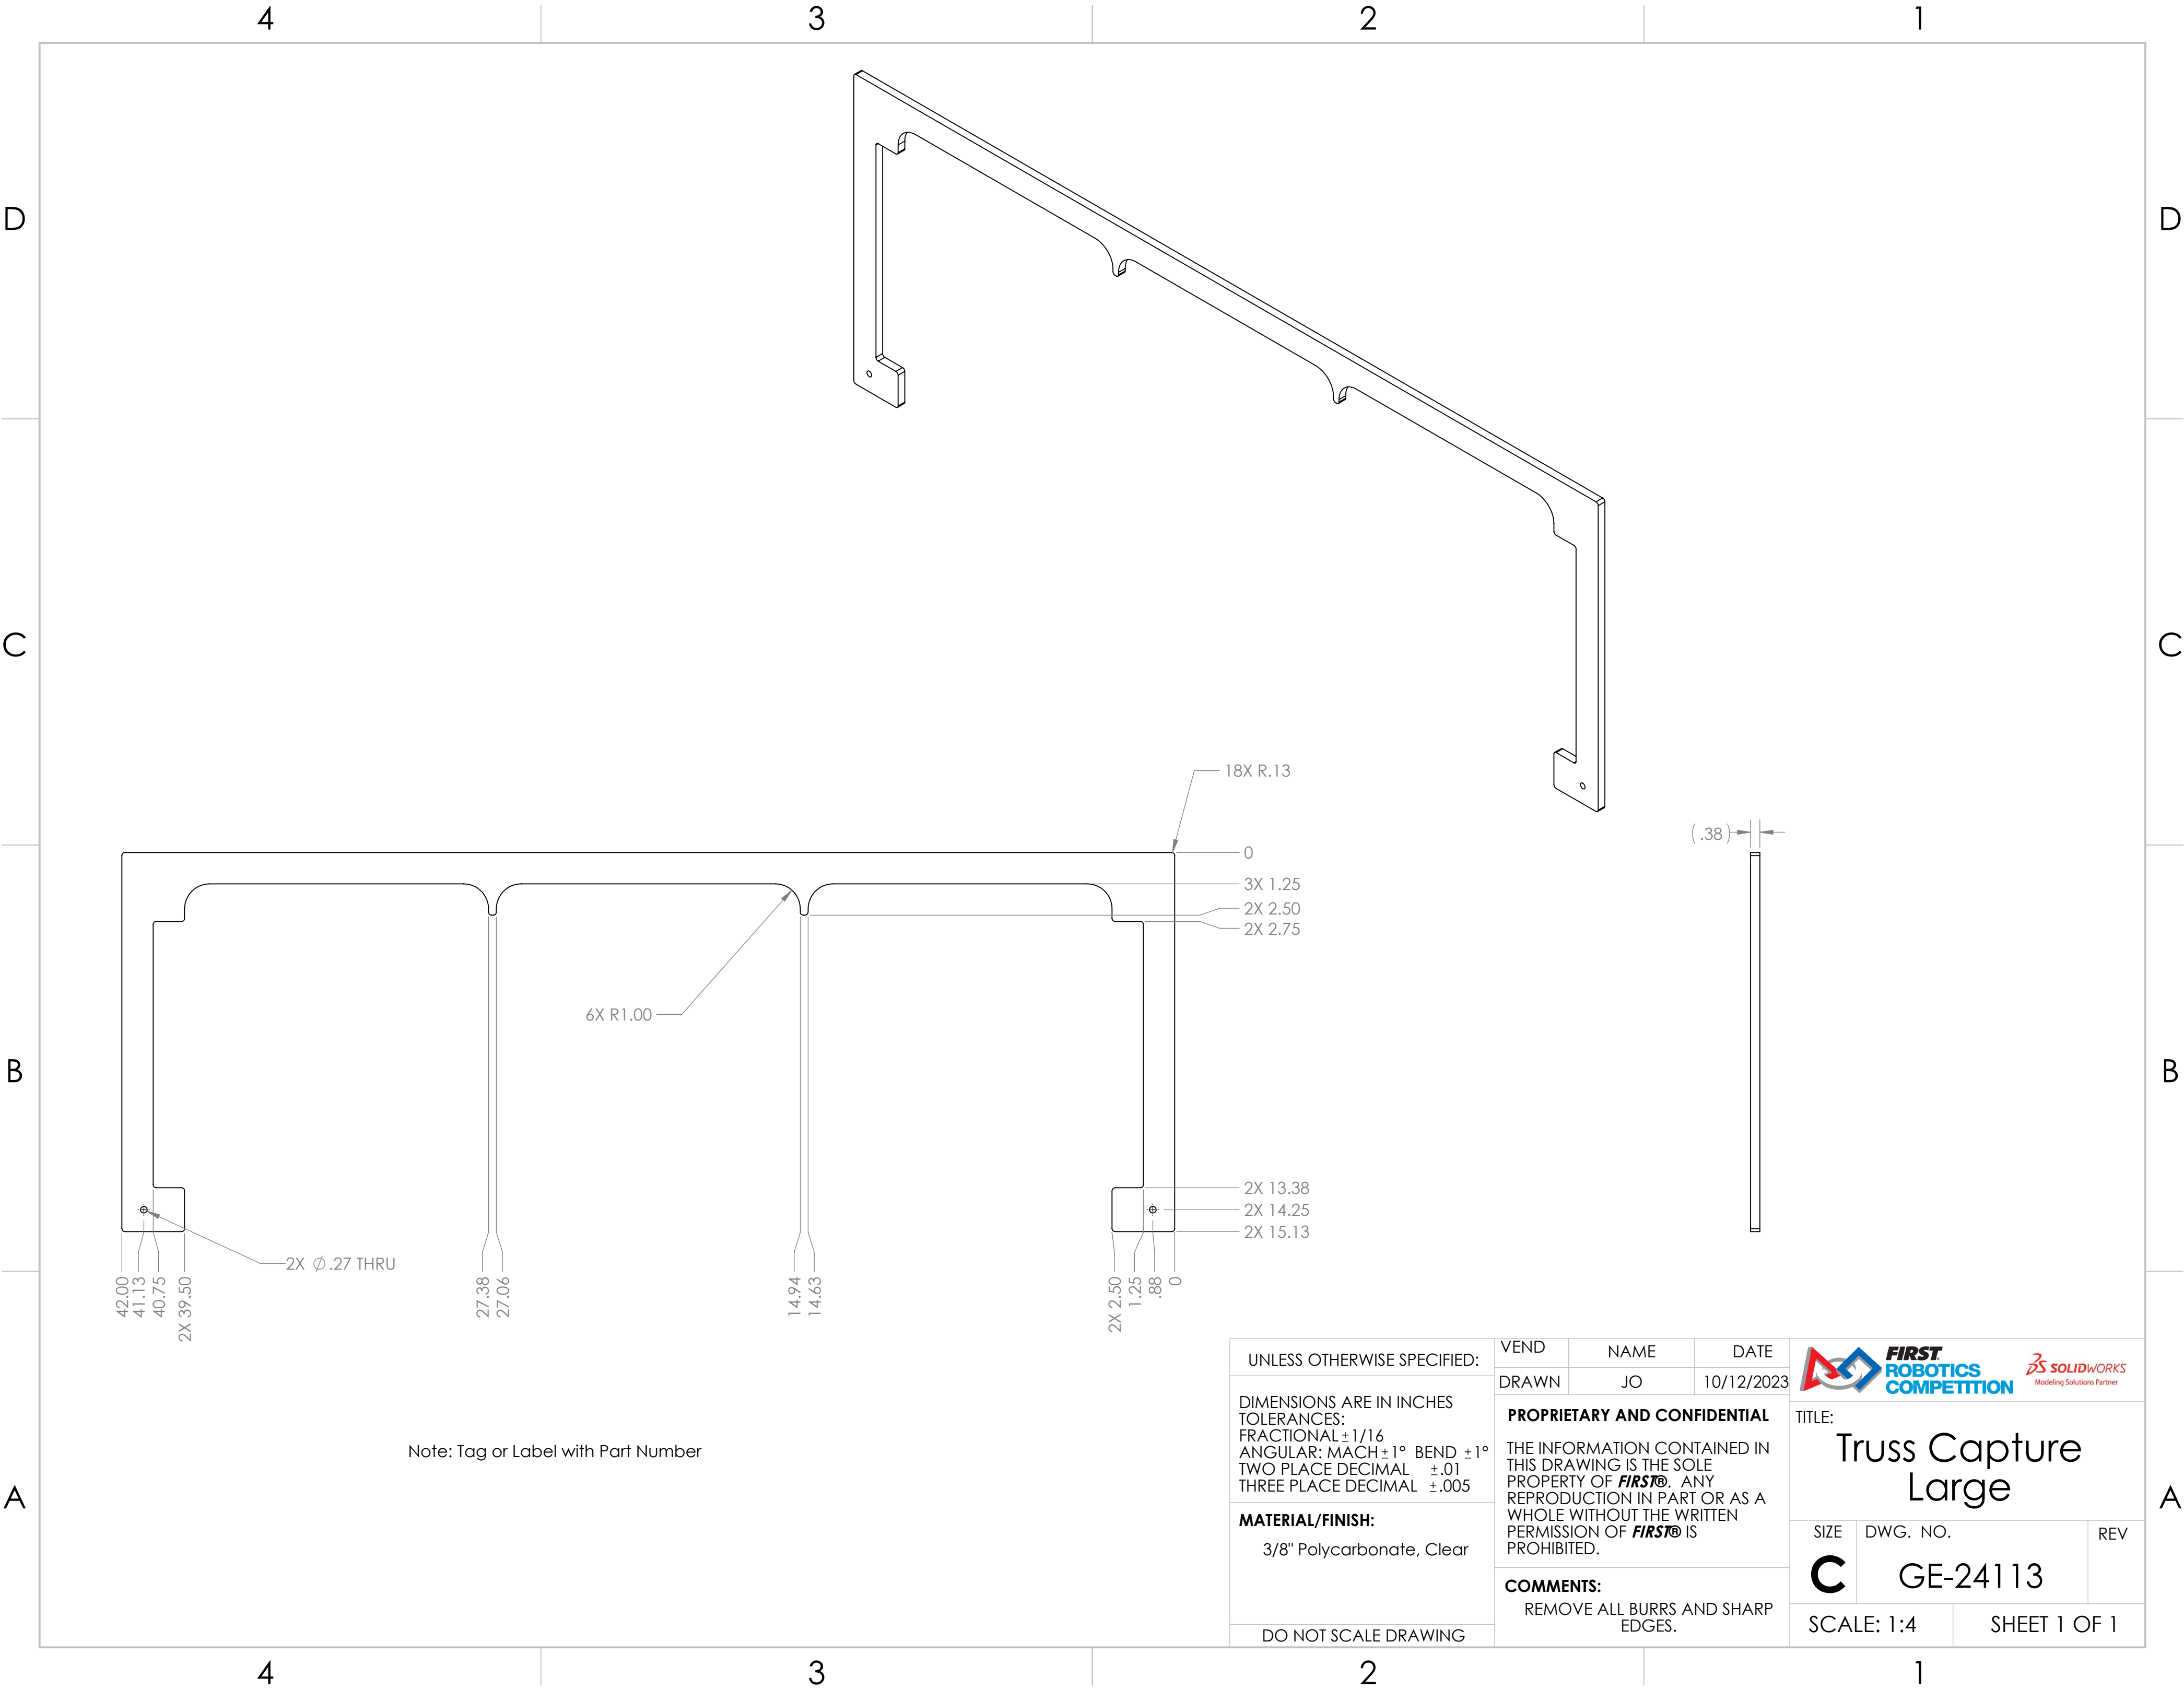 4 3 2 1
D D
C C
B B
A A
18X R.13
0
3X 1.25
2X 2.50
2X 2.75
( .38 )
6X R1.00
2X 13.38
2X 14.25
2X 15.13
2X ∅ .27 THRU
42.00
41.13
40.75
2X 39.50
27.38
27.06
14.94
14.63
2X 2.50
1.25
.88
0
Note: Tag or Label with Part Number
UNLESS OTHERWISE SPECIFIED:
DIMENSIONS ARE IN INCHES
TOLERANCES:
FRACTIONAL ±1/16
ANGULAR: MACH±1° BEND ±1°
TWO PLACE DECIMAL ±.01
THREE PLACE DECIMAL ±.005
MATERIAL/FINISH:
3/8" Polycarbonate, Clear
DO NOT SCALE DRAWING
VEND NAME DATE
DRAWN JO 10/12/2023
PROPRIETARY AND CONFIDENTIAL
THE INFORMATION CONTAINED IN
THIS DRAWING IS THE SOLE
PROPERTY OF FIRST®. ANY
REPRODUCTION IN PART OR AS A
WHOLE WITHOUT THE WRITTEN
PERMISSION OF FIRST® IS
PROHIBITED.
COMMENTS:
REMOVE ALL BURRS AND SHARP
EDGES.
FIRST
ROBOTICS
COMPETITION
SOLIDWORKS
Modeling Solutions Partner
TITLE:
Truss Capture
Large
SIZE DWG. NO. REV
C GE-24113
SCALE: 1:4 SHEET 1 OF 1
4 3 2 1